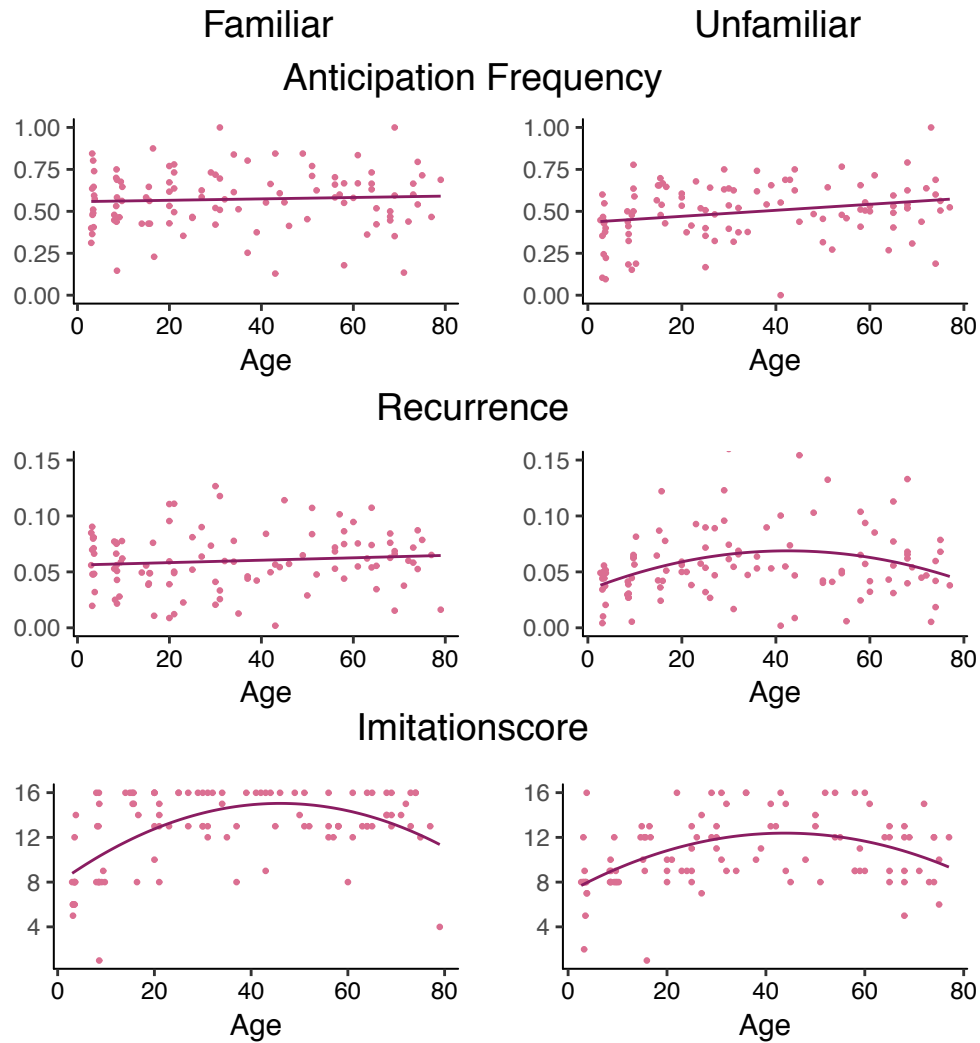 Familiar Unfamiliar
Anticipation Frequency
1.00 1.00
0.75 0.75
0.50 0.50
0.25 0.25
0.00 0.00
0 20 40 60 80 0 20 40 60 80
Age Age
Recurrence
0.15 0.15
0.10 0.10
0.05 0.05
0.00 0.00
0 20 40 60 80 0 20 40 60 80
Age Age
Imitationscore
16 16
12 12
8 8
4 4
0 20 40 60 80 0 20 40 60 80
Age Age